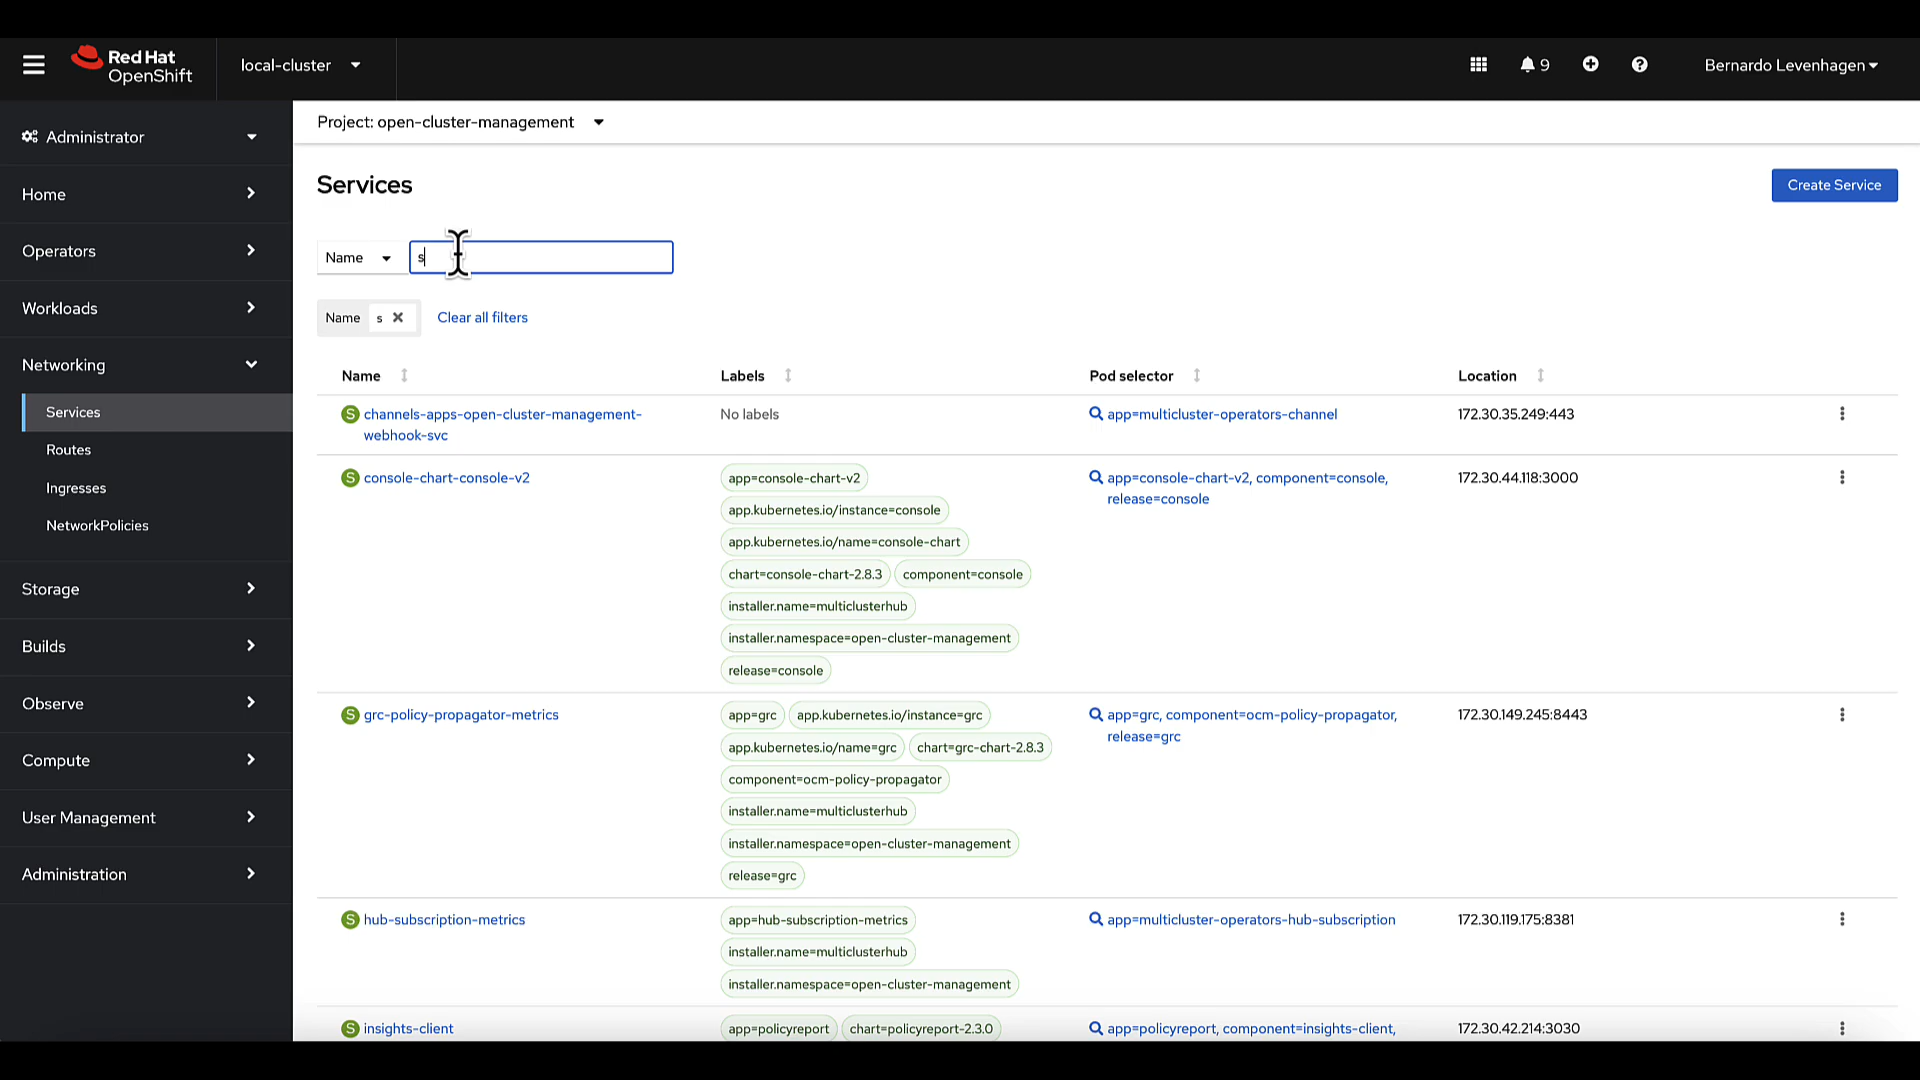 Red Hat
OpenShift
local-cluster
9
Bernardo Levenhagen
Administrator
Home
Operators
Workloads
Networking
Services
Routes
Ingresses
NetworkPolicies
Storage
Builds
Observe
Compute
User Management
Administration
Project: open-cluster-management
Services
Create Service
Name
s
Name s
Clear all filters
Name Labels Pod selector Location
S channels-apps-open-cluster-management-
webhook-svc
No labels
app=multicluster-operators-channel
172.30.35.249:443
S console-chart-console-v2
app=console-chart-v2
app.kubernetes.io/instance=console
app.kubernetes.io/name=console-chart
chart=console-chart-2.8.3 component=console
installer.name=multiclusterhub
installer.namespace=open-cluster-management
release=console
app=console-chart-v2, component=console,
release=console
172.30.44.118:3000
S grc-policy-propagator-metrics
app=grc app.kubernetes.io/instance=grc
app.kubernetes.io/name=grc chart=grc-chart-2.8.3
component=ocm-policy-propagator
installer.name=multiclusterhub
installer.namespace=open-cluster-management
release=grc
app=grc, component=ocm-policy-propagator,
release=grc
172.30.149.245:8443
S hub-subscription-metrics
app=hub-subscription-metrics
installer.name=multiclusterhub
installer.namespace=open-cluster-management
app=multicluster-operators-hub-subscription
172.30.119.175:8381
S insights-client
app=policyreport chart=policyreport-2.3.0
app=policyreport, component=insights-client,
172.30.42.214:3030